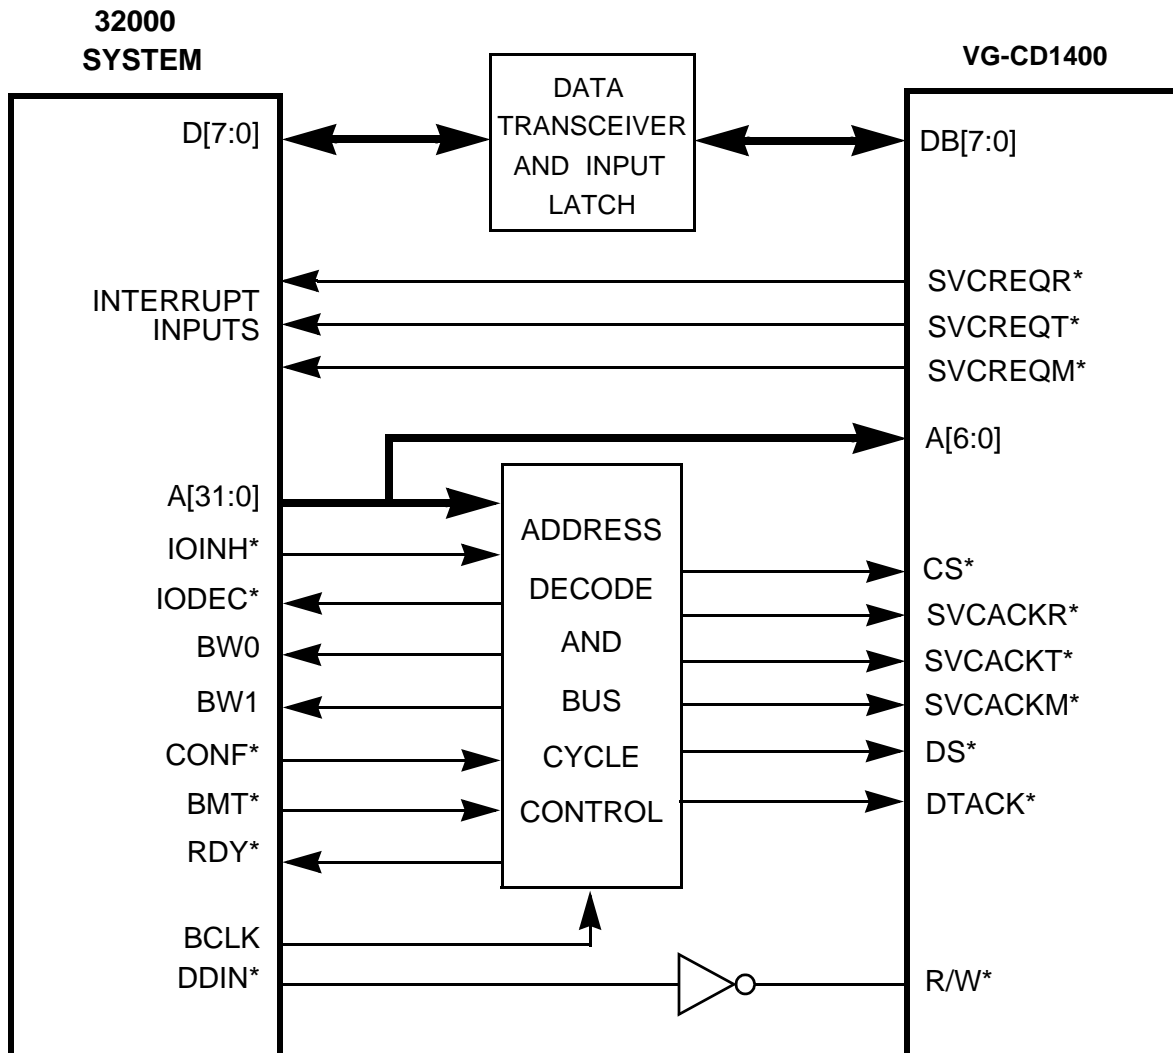 32000
SYSTEM
VG-CD1400
DATA
TRANSCEIVER
AND INPUT
LATCH
D[7:0]
DB[7:0]
INTERRUPT
INPUTS
SVCREQR*
SVCREQT*
SVCREQM*
A[6:0]
A[31:0]
IOINH*
IODEC*
BW0
BW1
CONF*
BMT*
RDY*
BCLK
DDIN*
ADDRESS
DECODE
AND
BUS
CYCLE
CONTROL
CS*
SVCACKR*
SVCACKT*
SVCACKM*
DS*
DTACK*
R/W*